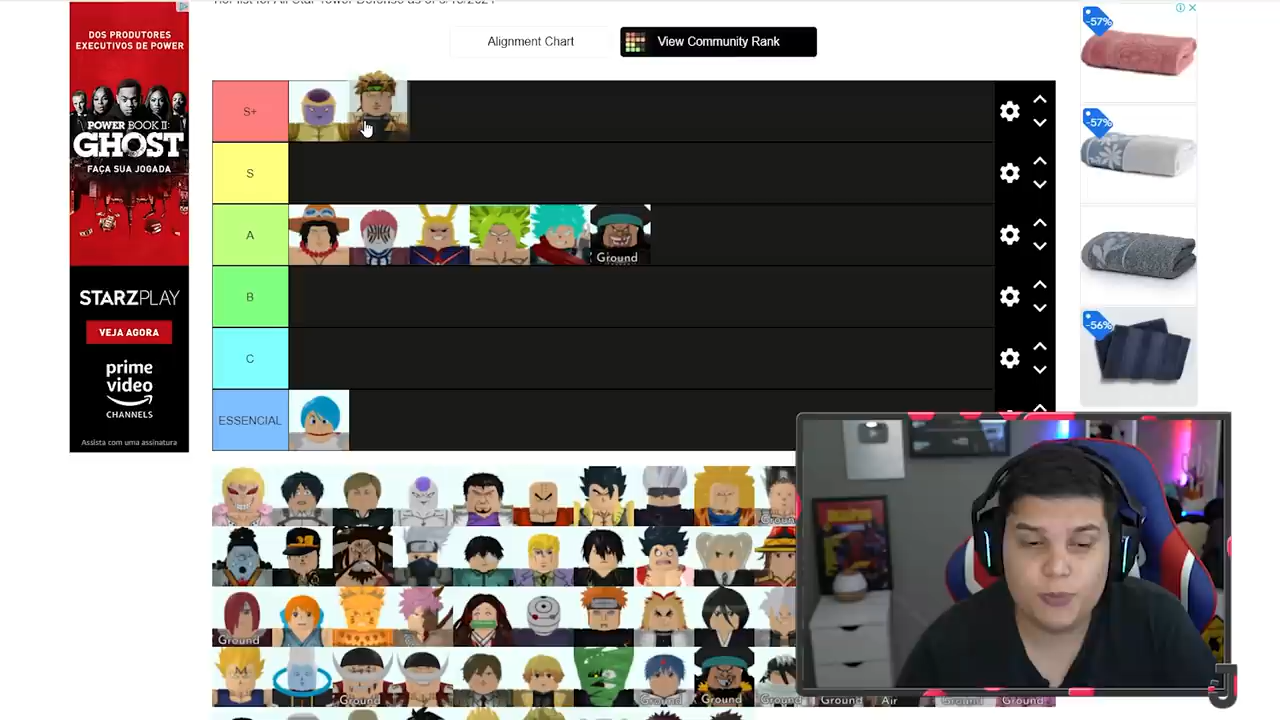 DOS PRODUTORES
EXECUTIVOS DE POWER
POWER BOOK II:
GHOST
FAÇA SUA JOGADA
STARZPLAY
VEJA AGORA
prime
video
CHANNELS
Assista com uma assinatura
Alignment Chart
View Community Rank
S+
S
A
Ground
B
C
ESSENCIAL
Ground
Ground
Ground
Ground
Ground
Ground
Ground
Air
Ground
Ground
-57%
-57%
-56%
J